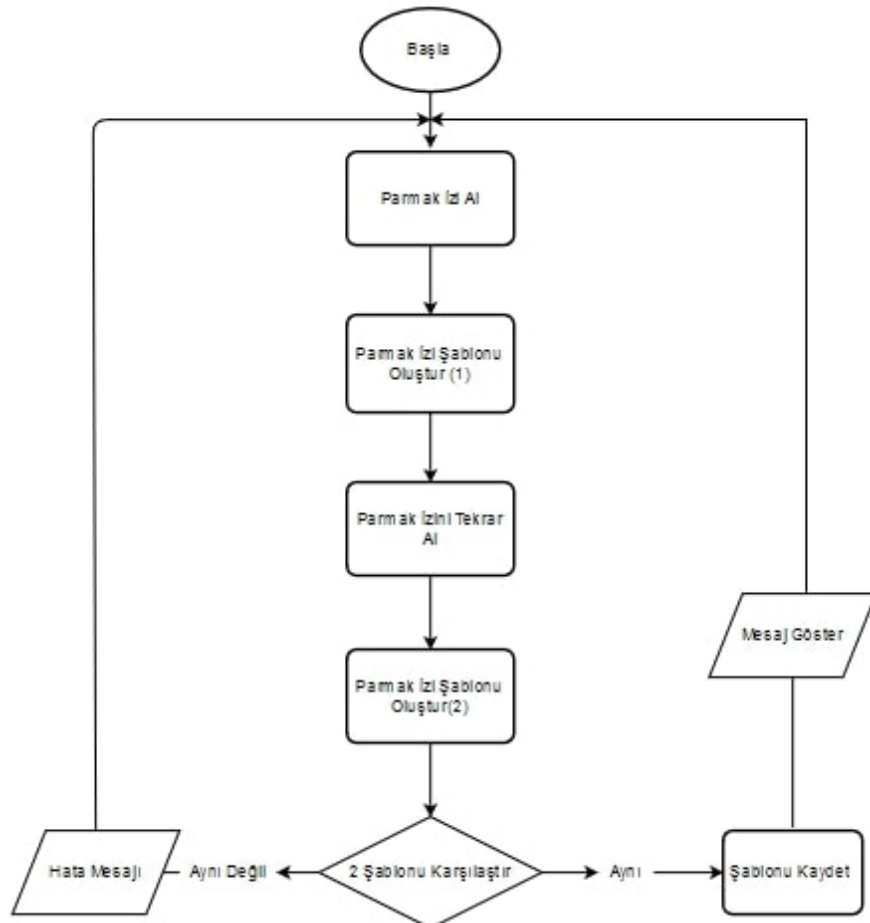 Başla
Parmak İzi Al
Parmak İzi Şablonu
Oluştur (1)
Parmak İzini Tekrar
Al
Parmak İzi Şablonu
Oluştur(2)
Mesaj Göster
Hata Mesajı
Aynı Değil
2 Şablonu Karşılaştır
Aynı
Şablonu Kaydet